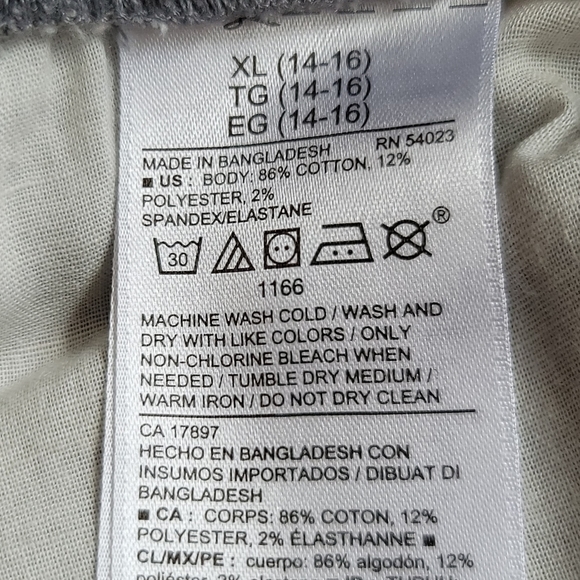 XL (14-16)
TG (14-16)
EG (14-16)
MADE IN BANGLADESH RN 54023
US : BODY: 86% COTTON, 12%
POLYESTER, 2%
SPANDEX/ELASTANE
30
®
1166
MACHINE WASH COLD / WASH AND
DRY WITH LIKE COLORS / ONLY
NON-CHLORINE BLEACH WHEN
NEEDED / TUMBLE DRY MEDIUM /
WARM IRON / DO NOT DRY CLEAN
CA 17897
HECHO EN BANGLADESH CON
INSUMOS IMPORTADOS / DIBUAT DI
BANGLADESH
CA : CORPS: 86% COTON, 12%
POLYESTER, 2% ÉLASTHANNE
CL/MX/PE : cuerpo: 86% algodón, 12%